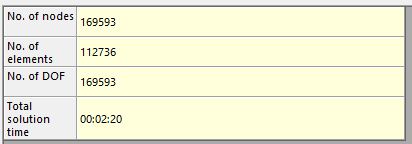 No. of nodes 169593
No. of
elements 112736
No. of DOF 169593
Total
solution
time 00:02:20